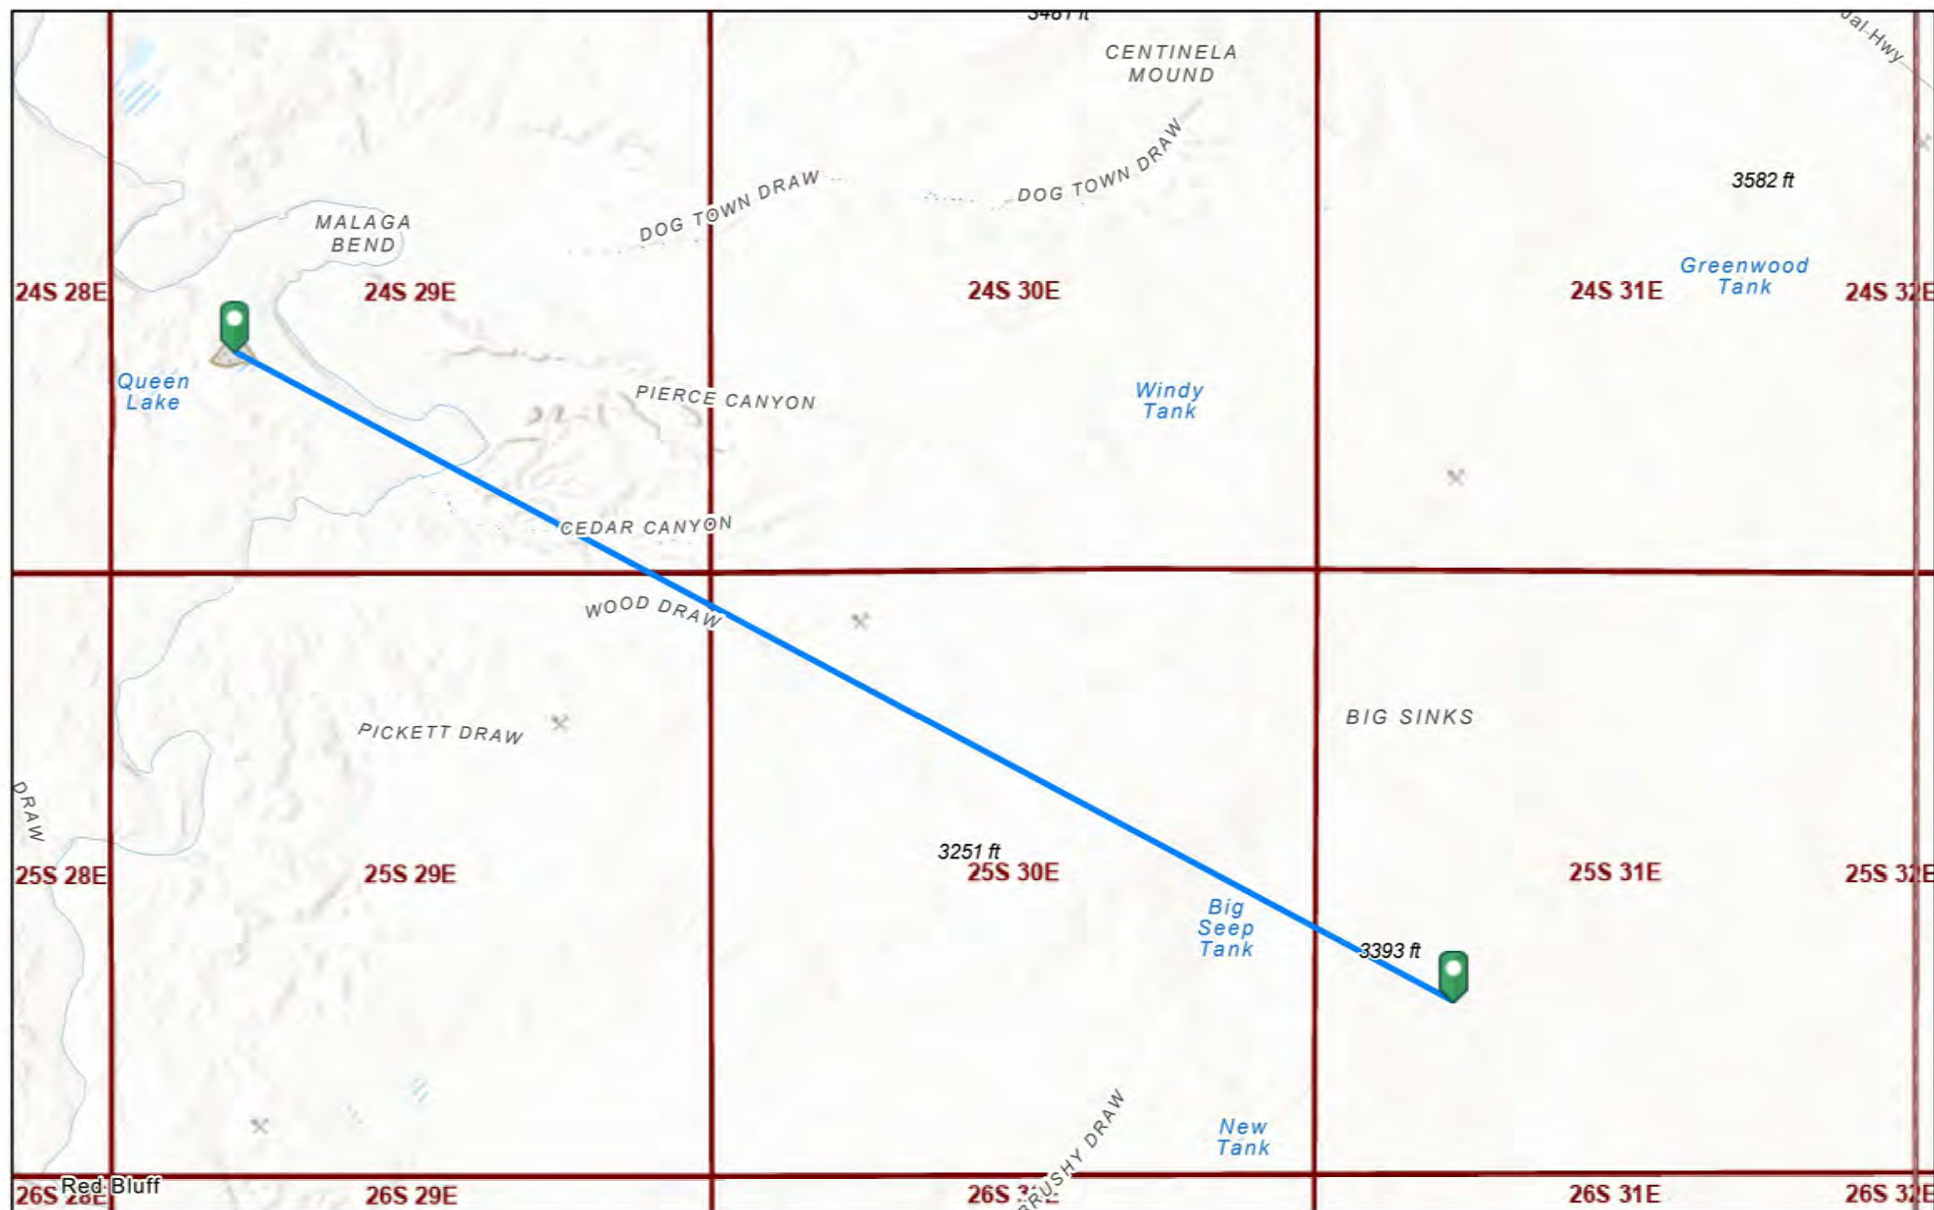 3481 ft
Jal-Hwy
CENTINELA
MOUND
DOG TOWN DRAW
DOG TOWN DRAW
3582 ft
MALAGA
BEND
Greenwood
Tank
24S 28E
24S 29E
24S 30E
24S 31E
24S 32E
Queen
Lake
PIERCE CANYON
Windy
Tank
CEDAR CANYON
WOOD DRAW
BIG SINKS
PICKETT DRAW
DRAW
3251 ft
25S 28E
25S 29E
25S 30E
25S 31E
25S 32E
Big
Seep
Tank
3393 ft
BRUSHY DRAW
New
Tank
Red Bluff
26S 28E
26S 29E
26S
26S 31E
26S 32E